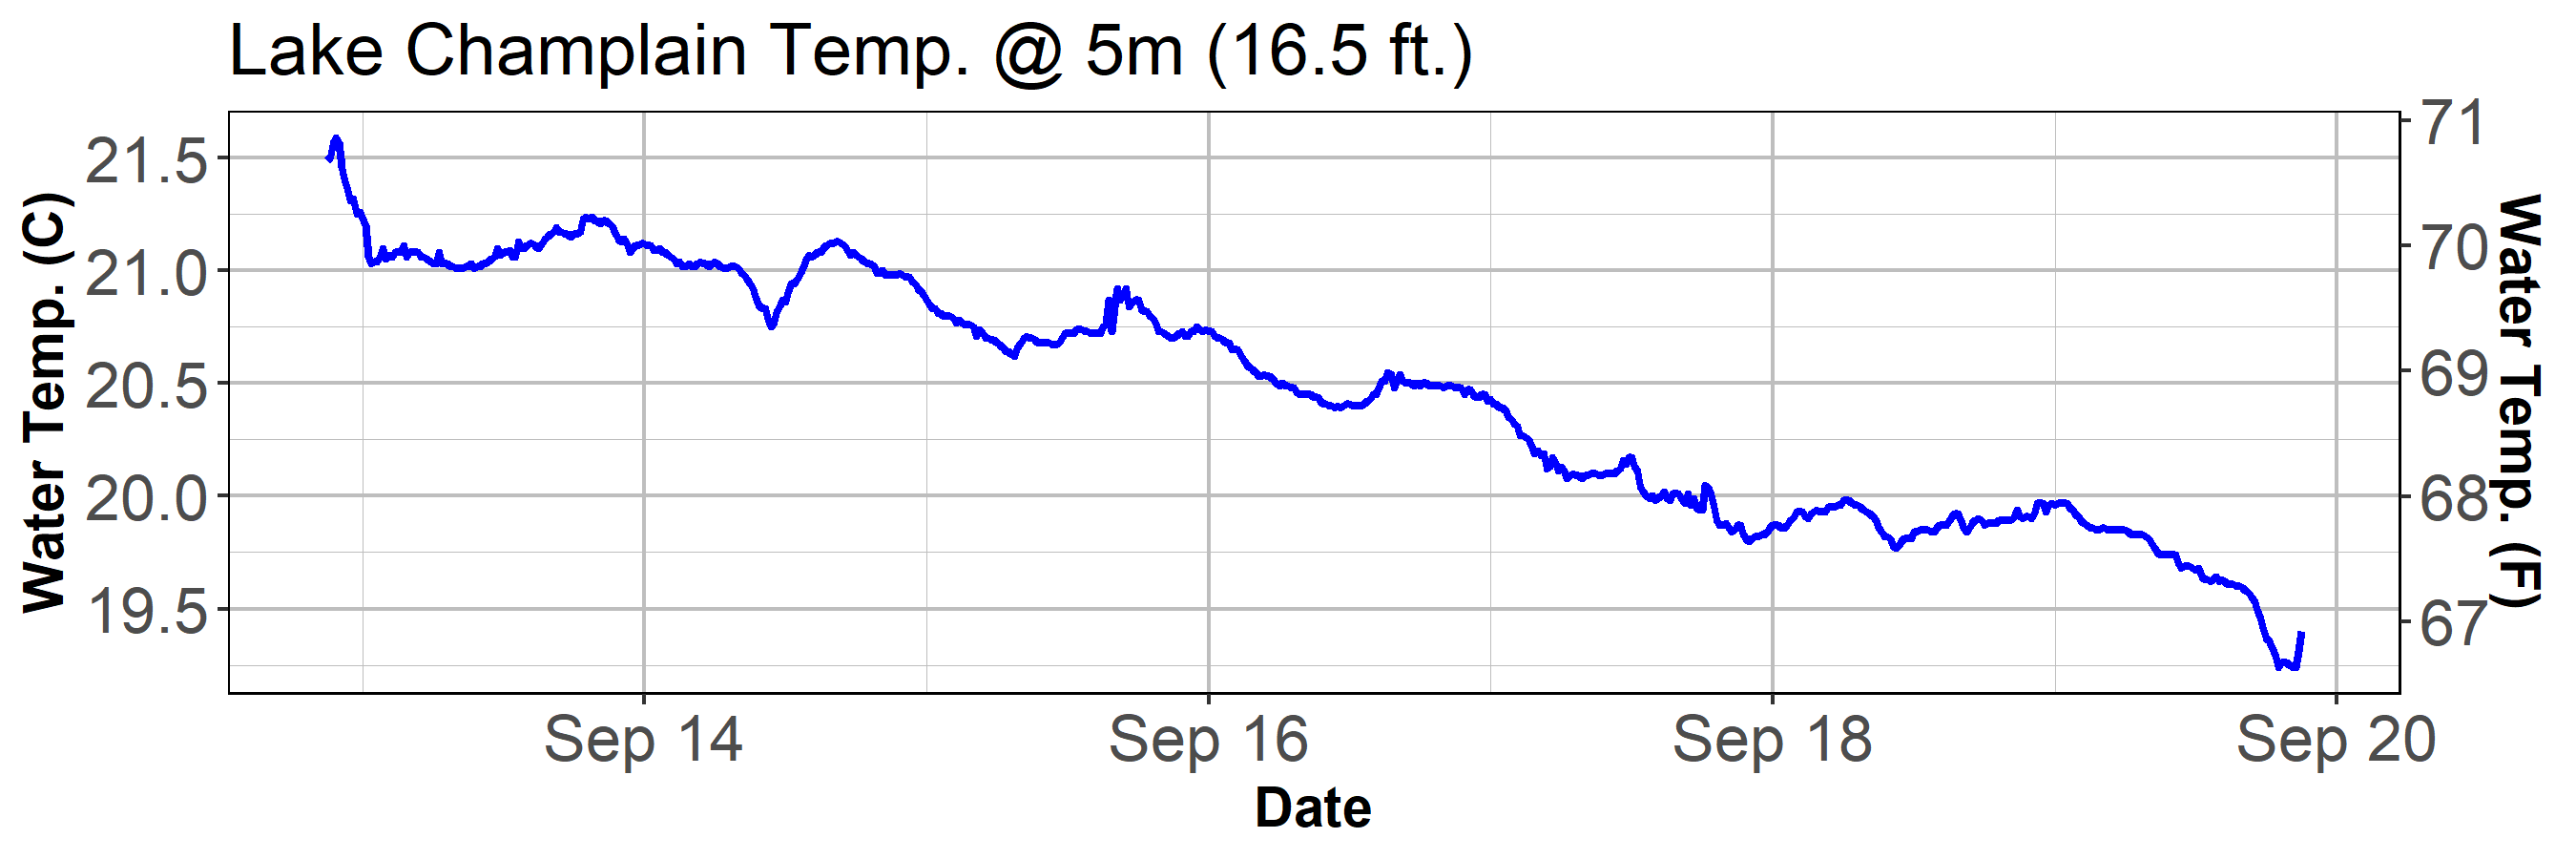 Lake Champlain Temp. @ 5m (16.5 ft.)
Water Temp. (C)
21.5
21.0
20.5
20.0
19.5
71
70
69
68
67
Water Temp. (F)
Sep 14
Sep 16
Sep 18
Sep 20
Date